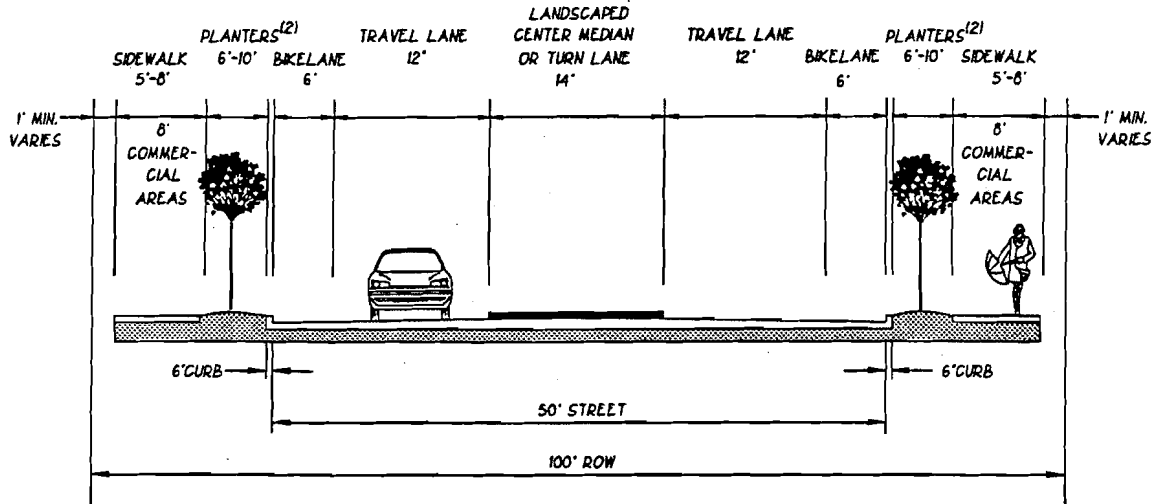 LANDSCAPED
PLANTERS(2) TRAVEL LANE CENTER MEDIAN TRAVEL LANE PLANTERS(2)
SIDEWALK 6'-10' BIKELANE 12' OR TURN LANE 12' BIKELANE 6'-10' SIDEWALK
5'-8' 6' 14' 6' 5'-8'
1' MIN.
VARIES
8'
COMMER-
CIAL
AREAS
8'
COMMER-
CIAL
AREAS
1' MIN.
VARIES
6"CURB
6"CURB
50' STREET
100' ROW